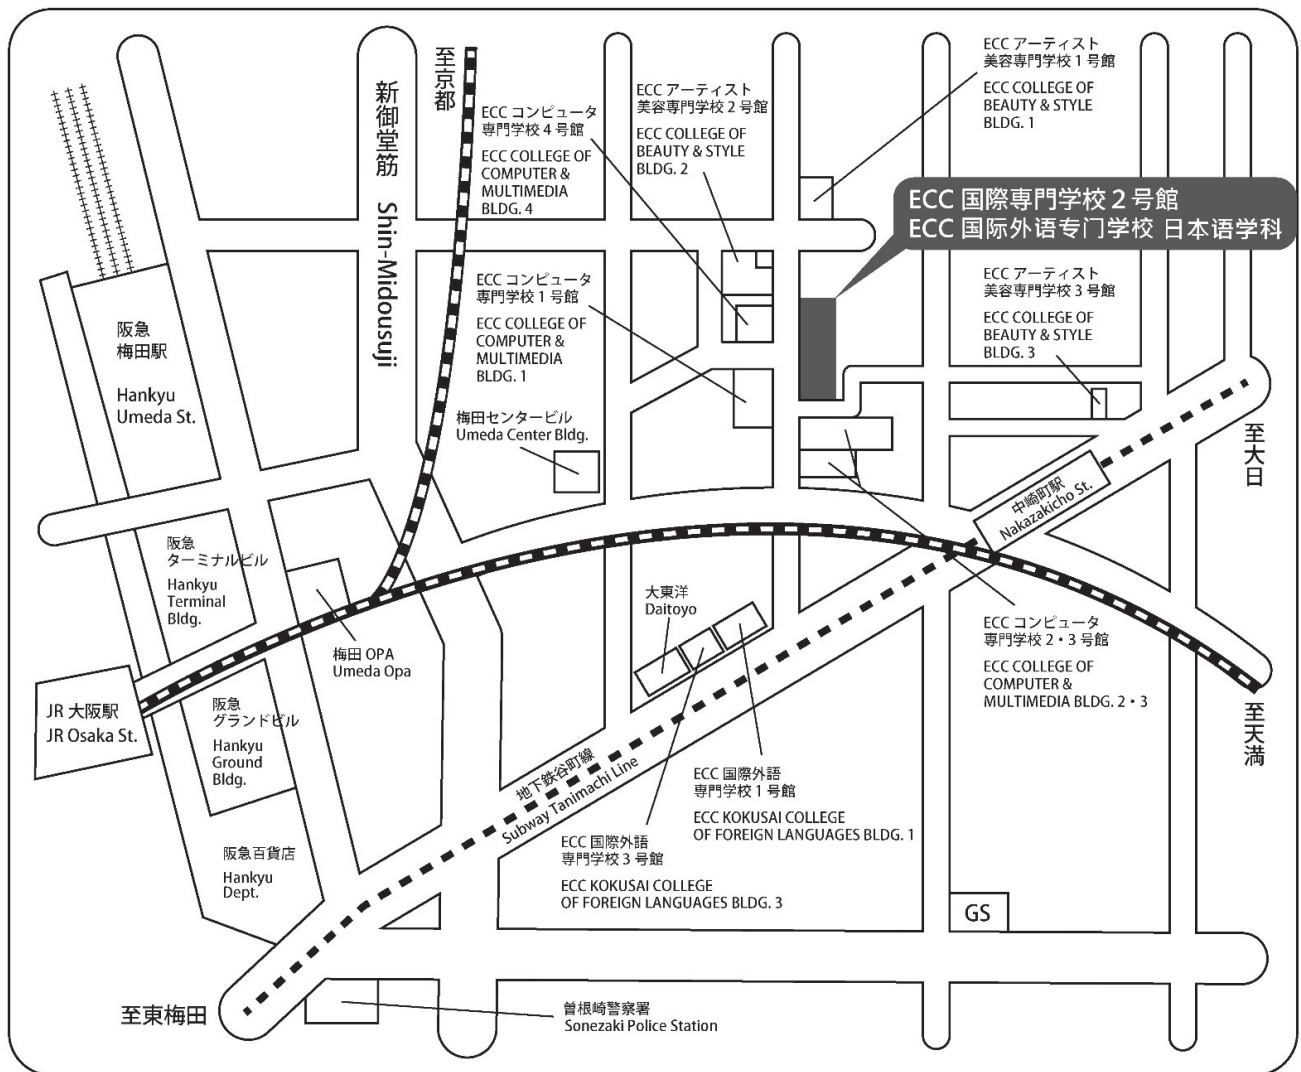 至京都
新御堂筋 Shin-Midousuji
ECC コンピュータ
専門学校 4 号館
ECC COLLEGE OF
COMPUTER &
MULTIMEDIA
BLDG. 4
ECC アーティスト
美容専門学校 2 号館
ECC COLLEGE OF
BEAUTY & STYLE
BLDG. 2
ECC アーティスト
美容専門学校 1 号館
ECC COLLEGE OF
BEAUTY & STYLE
BLDG. 1
ECC 国際専門学校 2 号館
ECC 国际外语专门学校 日本语学科
ECC コンピュータ
専門学校 1 号館
ECC COLLEGE OF
COMPUTER &
MULTIMEDIA
BLDG. 1
ECC アーティスト
美容専門学校 3 号館
ECC COLLEGE OF
BEAUTY & STYLE
BLDG. 3
阪急
梅田駅
Hankyu
Umeda St.
梅田センタービル
Umeda Center Bldg.
至大日
中崎町駅
Nakazakicho St.
阪急
ターミナルビル
Hankyu
Terminal
Bldg.
梅田 OPA
Umeda Opa
大東洋
Daitoyo
ECC コンピュータ
専門学校 2・3 号館
ECC COLLEGE OF
COMPUTER &
MULTIMEDIA BLDG. 2・3
至天満
JR 大阪駅
JR Osaka St.
阪急
グランドビル
Hankyu
Ground
Bldg.
地下鉄谷町線
Subway Tanimachi Line
ECC 国際外語
専門学校 1 号館
ECC KOKUSAI COLLEGE
OF FOREIGN LANGUAGES BLDG. 1
ECC 国際外語
専門学校 3 号館
ECC KOKUSAI COLLEGE
OF FOREIGN LANGUAGES BLDG. 3
阪急百貨店
Hankyu
Dept.
GS
至東梅田
曽根崎警察署
Sonezaki Police Station